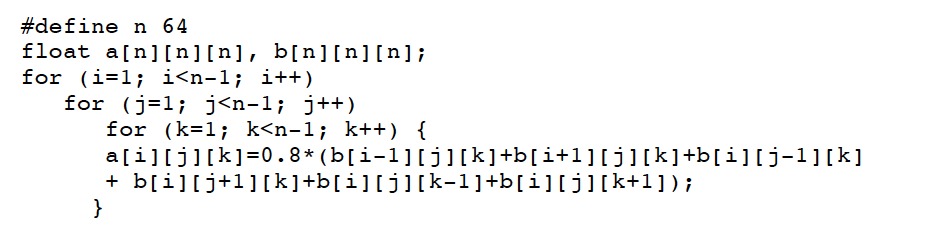 #define n 64
float a[n][n][n], b[n][n][n];
for (i=1; i<n-1; i++)
for (j=1; j<n-1; j++)
for (k=1; k<n-1; k++) {
a[i][j][k]=0.8*(b[i-1][j][k]+b[i+1][j][k]+b[i][j-1][k]
+ b[i][j+1][k]+b[i][j][k-1]+b[i][j][k+1]);
}